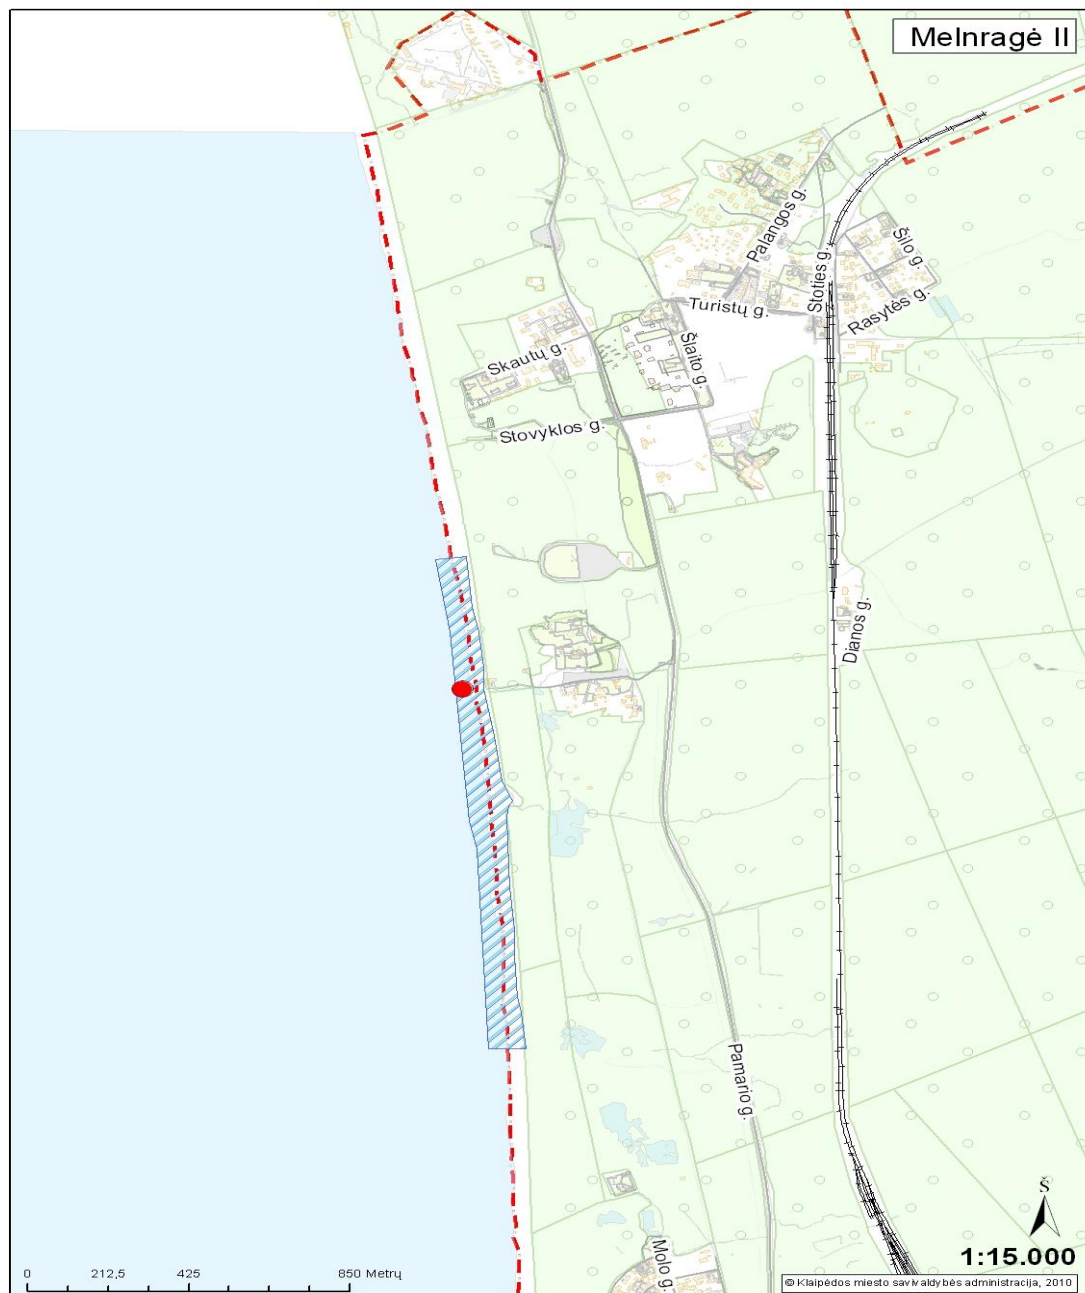 Melnragė II
Palangos g.
Šilo g.
Stoties g.
Turistų g.
Rasytės g.
Skautų g.
Šlaito g.
Stovyklos g.
Dianos g.
Pamario g.
Molo g.
Š
1:15.000
0 212,5 425 850 Metrų
© Klaipėdos miesto savivaldybės administracija, 2010